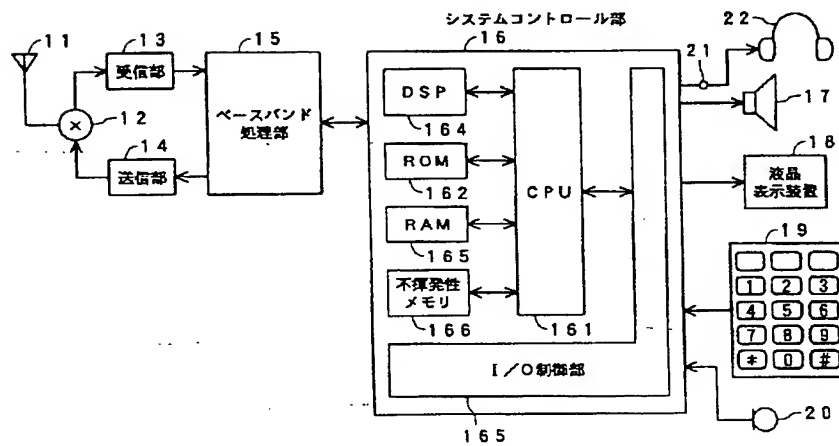 システムコントロール部
11
13
受信部
12
14
送信部
15
ベースバンド
処理部
16
DSP
164
ROM
162
RAM
165
不揮発性
メモリ
166
CPU
161
I/O制御部
165
21
22
17
18
液晶
表示装置
19
1 2 3
4 5 6
7 8 9
* 0 #
20